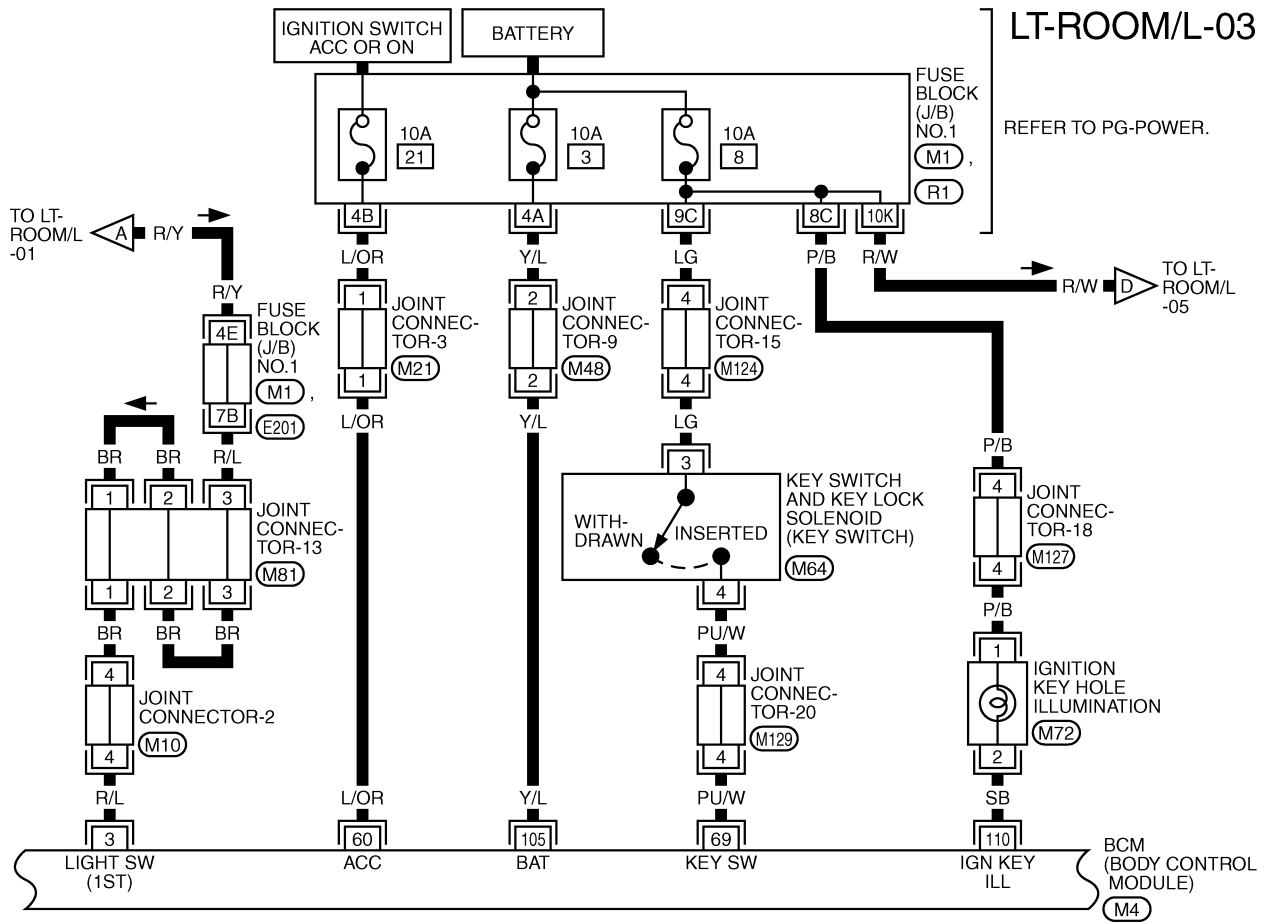 LT-ROOM/L-03
IGNITION SWITCH
ACC OR ON
BATTERY
FUSE
BLOCK
(J/B)
NO.1
M1 ,
R1
REFER TO PG-POWER.
10A
21
10A
3
10A
8
4B
4A
9C
8C
10K
TO LT-
ROOM/L
-01
A
R/Y
R/Y
L/OR
Y/L
LG
P/B
R/W
R/W
D
TO LT-
ROOM/L
-05
FUSE
BLOCK
(J/B)
NO.1
M1 ,
E201
4E
7B
1
JOINT
CONNEC-
TOR-3
M21
1
2
JOINT
CONNEC-
TOR-9
M48
2
4
JOINT
CONNEC-
TOR-15
M124
4
L/OR
Y/L
LG
BR
BR
R/L
1
2
3
JOINT
CONNEC-
TOR-13
M81
1
2
3
BR
BR
BR
3
WITH-
DRAWN
INSERTED
KEY SWITCH
AND KEY LOCK
SOLENOID
(KEY SWITCH)
M64
4
PU/W
P/B
4
JOINT
CONNEC-
TOR-18
M127
4
P/B
4
JOINT
CONNECTOR-2
M10
4
4
JOINT
CONNEC-
TOR-20
M129
4
1
IGNITION
KEY HOLE
ILLUMINATION
M72
2
R/L
L/OR
Y/L
PU/W
SB
3
60
105
69
110
LIGHT SW
(1ST)
ACC
BAT
KEY SW
IGN KEY
ILL
BCM
(BODY CONTROL
MODULE)
M4